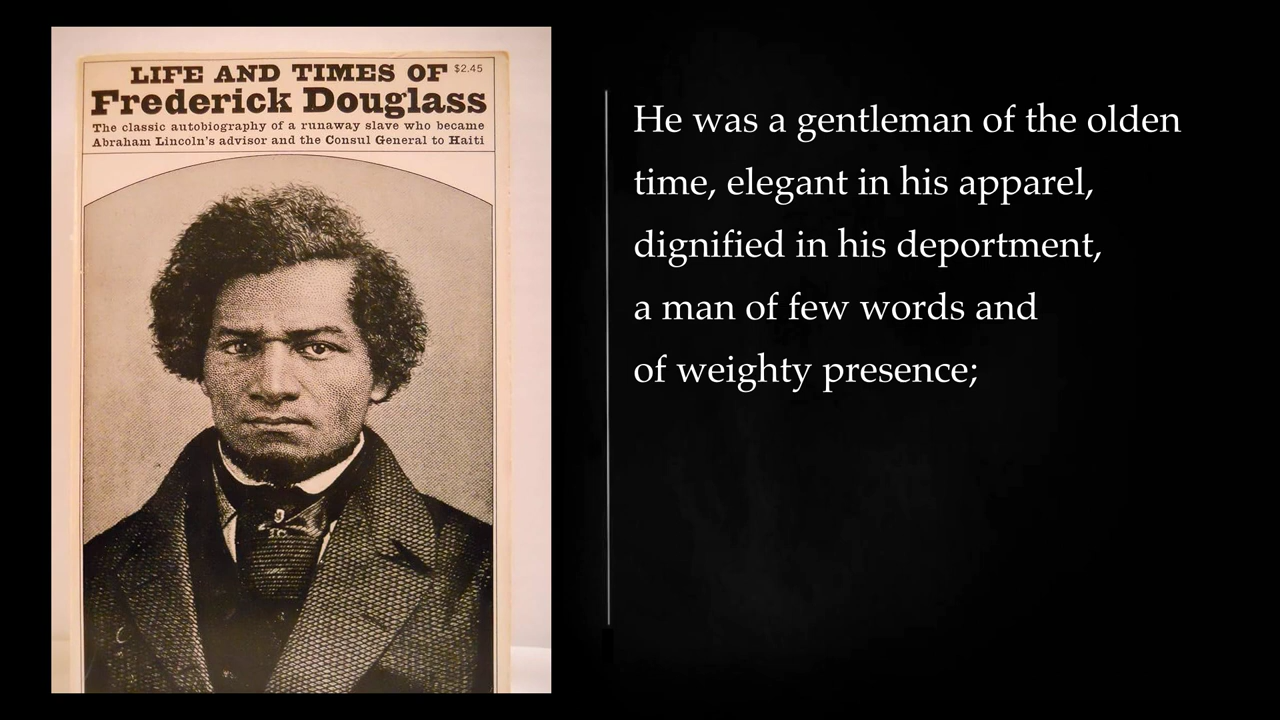 LIFE AND TIMES OF $2.45
Frederick Douglass
The classic autobiography of a runaway slave who became
Abraham Lincoln's advisor and the Consul General to Haiti
He was a gentleman of the olden
time, elegant in his apparel,
dignified in his deportment,
a man of few words and
of weighty presence;